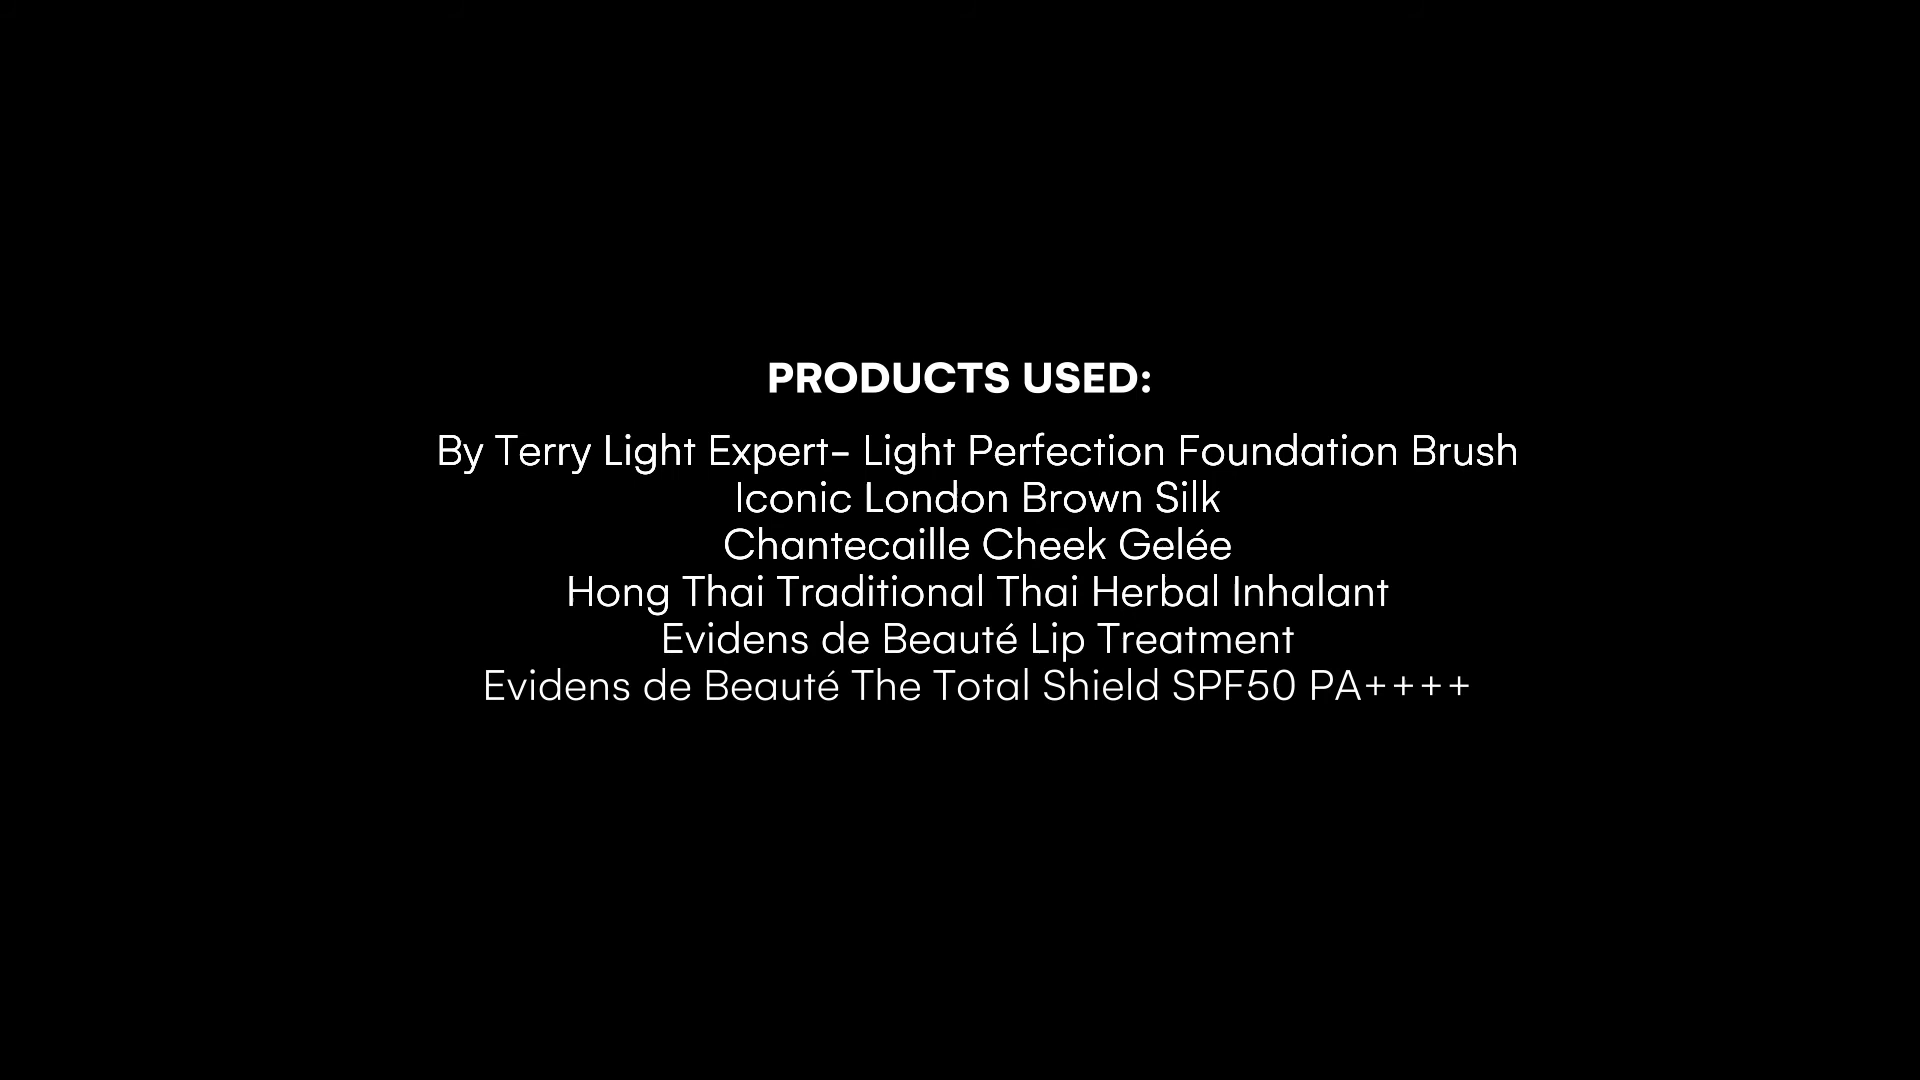 PRODUCTS USED:
By Terry Light Expert- Light Perfection Foundation Brush
Iconic London Brown Silk
Chantecaille Cheek Gelée
Hong Thai Traditional Thai Herbal Inhalant
Evidens de Beauté Lip Treatment
Evidens de Beauté The Total Shield SPF50 PA++++